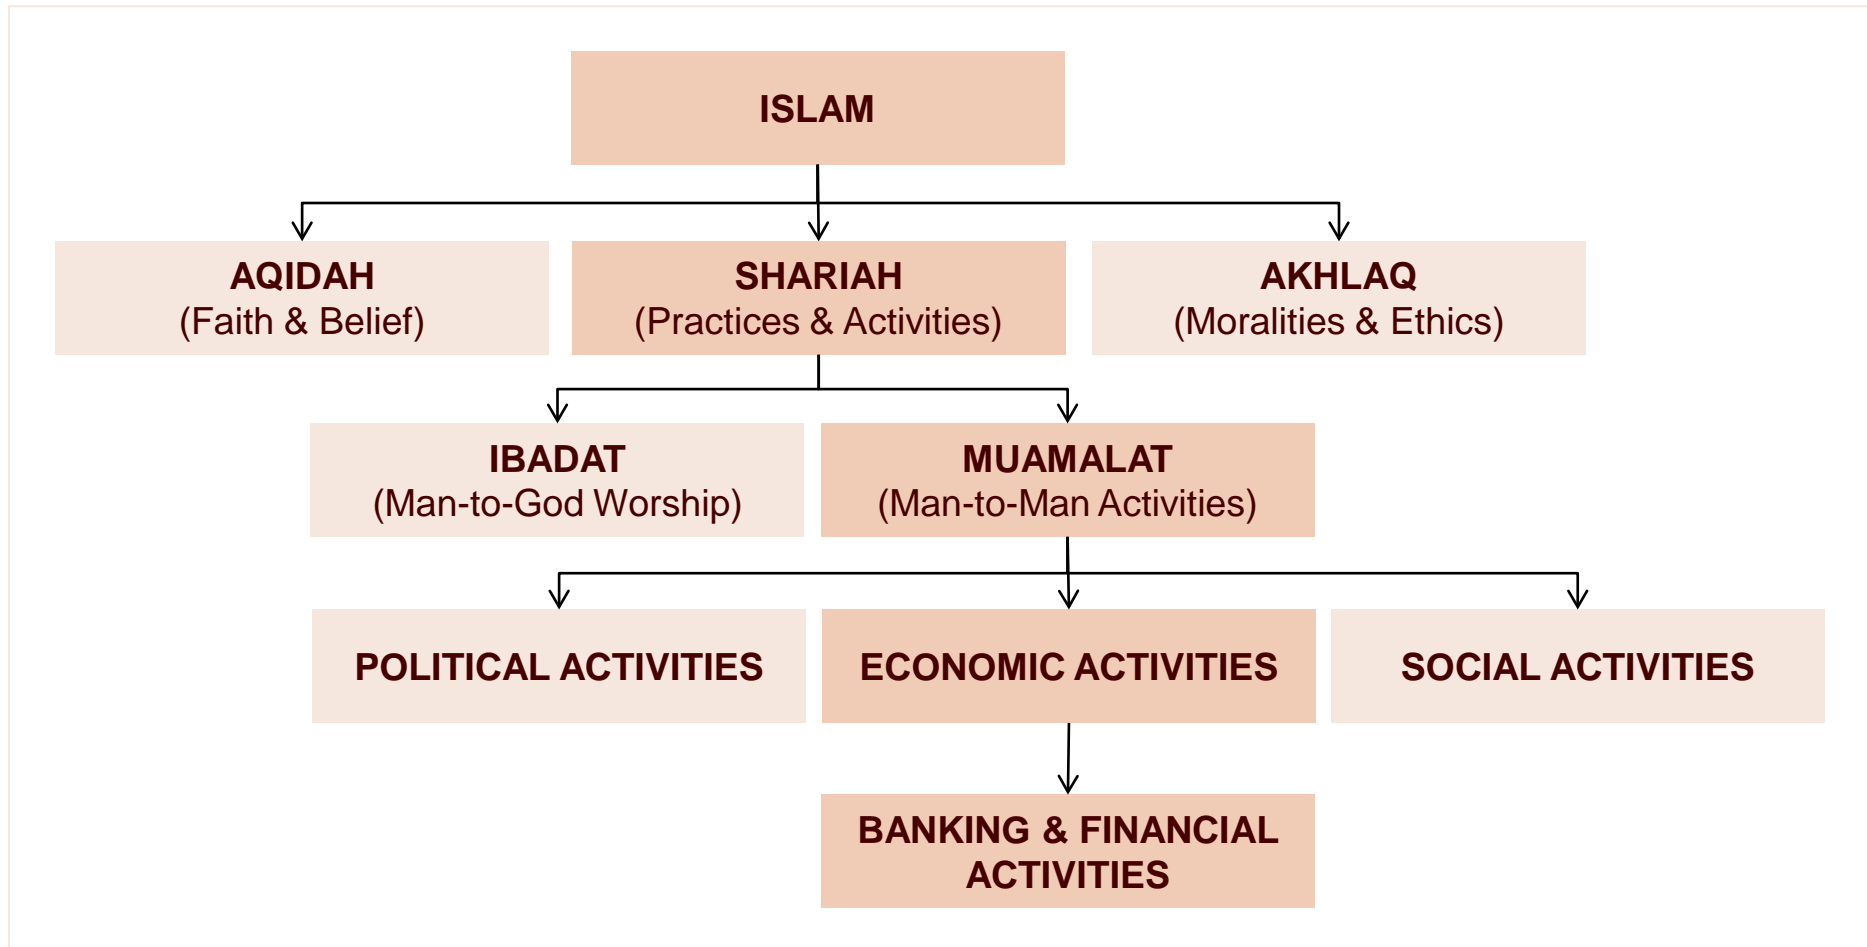 ISLAM
AQIDAH
(Faith & Belief)
SHARIAH
(Practices & Activities)
AKHLAQ
(Moralities & Ethics)
IBADAT
(Man-to-God Worship)
MUAMALAT
(Man-to-Man Activities)
POLITICAL ACTIVITIES
ECONOMIC ACTIVITIES
SOCIAL ACTIVITIES
BANKING & FINANCIAL
ACTIVITIES